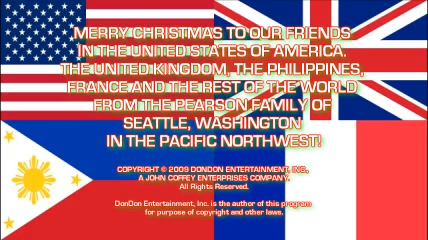 MERRY CHRISTMAS TO OUR FRIENDS
IN THE UNITED STATES OF AMERICA.
THE UNITED KINGDOM, THE PHILIPPINES,
FRANCE AND THE REST OF THE WORLD
FROM THE PEARSON FAMILY OF
SEATTLE, WASHINGTON
IN THE PACIFIC NORTHWEST!
COPYRIGHT © 2009 DONDON ENTERTAINMENT, INC.,
A JOHN COFFEY ENTERPRISES COMPANY.
All Rights Reserved.
DonDon Entertainment, Inc. is the author of this program
for purpose of copyright and other laws.